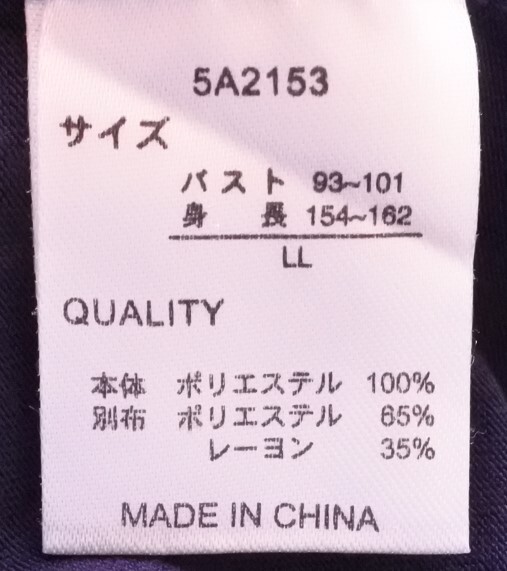 5A2153
サイズ
バスト 93~101
身長 154~162
LL
QUALITY
本体 ポリエステル 100%
別布 ポリエステル 65%
レーヨン 35%
MADE IN CHINA